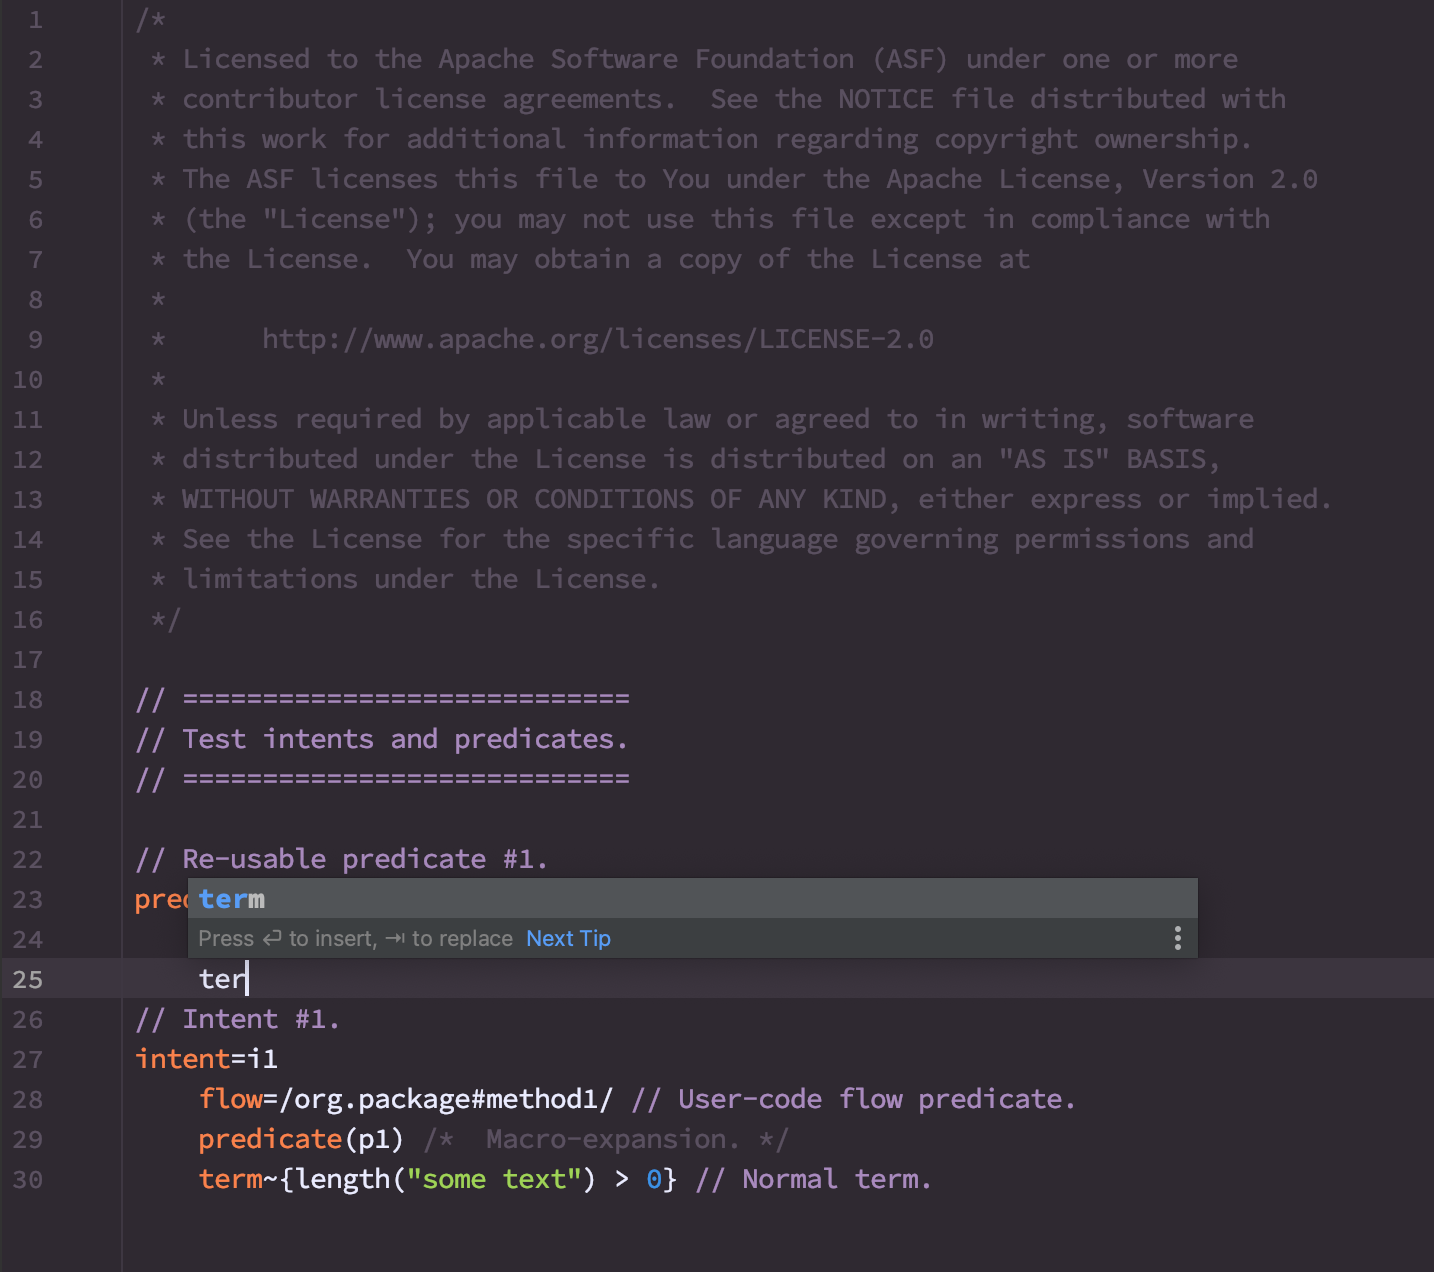 1 /*
2  * Licensed to the Apache Software Foundation (ASF) under one or more
3  * contributor license agreements.  See the NOTICE file distributed with
4  * this work for additional information regarding copyright ownership.
5  * The ASF licenses this file to You under the Apache License, Version 2.0
6  * (the "License"); you may not use this file except in compliance with
7  * the License.  You may obtain a copy of the License at
8  *
9  *      http://www.apache.org/licenses/LICENSE-2.0
10  *
11  * Unless required by applicable law or agreed to in writing, software
12  * distributed under the License is distributed on an "AS IS" BASIS,
13  * WITHOUT WARRANTIES OR CONDITIONS OF ANY KIND, either express or implied.
14  * See the License for the specific language governing permissions and
15  * limitations under the License.
16  */
17
18 // ============================
19 // Test intents and predicates.
20 // ============================
21
22 // Re-usable predicate #1.
23 pred term
24 Press ⏎ to insert, ⇥ to replace Next Tip
25     ter
26 // Intent #1.
27 intent=i1
28     flow=/org.package#method1/ // User-code flow predicate.
29     predicate(p1) /*  Macro-expansion. */
30     term~{length("some text") > 0} // Normal term.